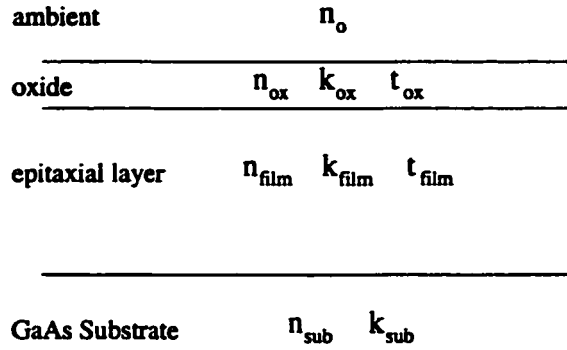 ambient n_o
oxide n_ox k_ox t_ox
epitaxial layer n_film k_film t_film
GaAs Substrate n_sub k_sub